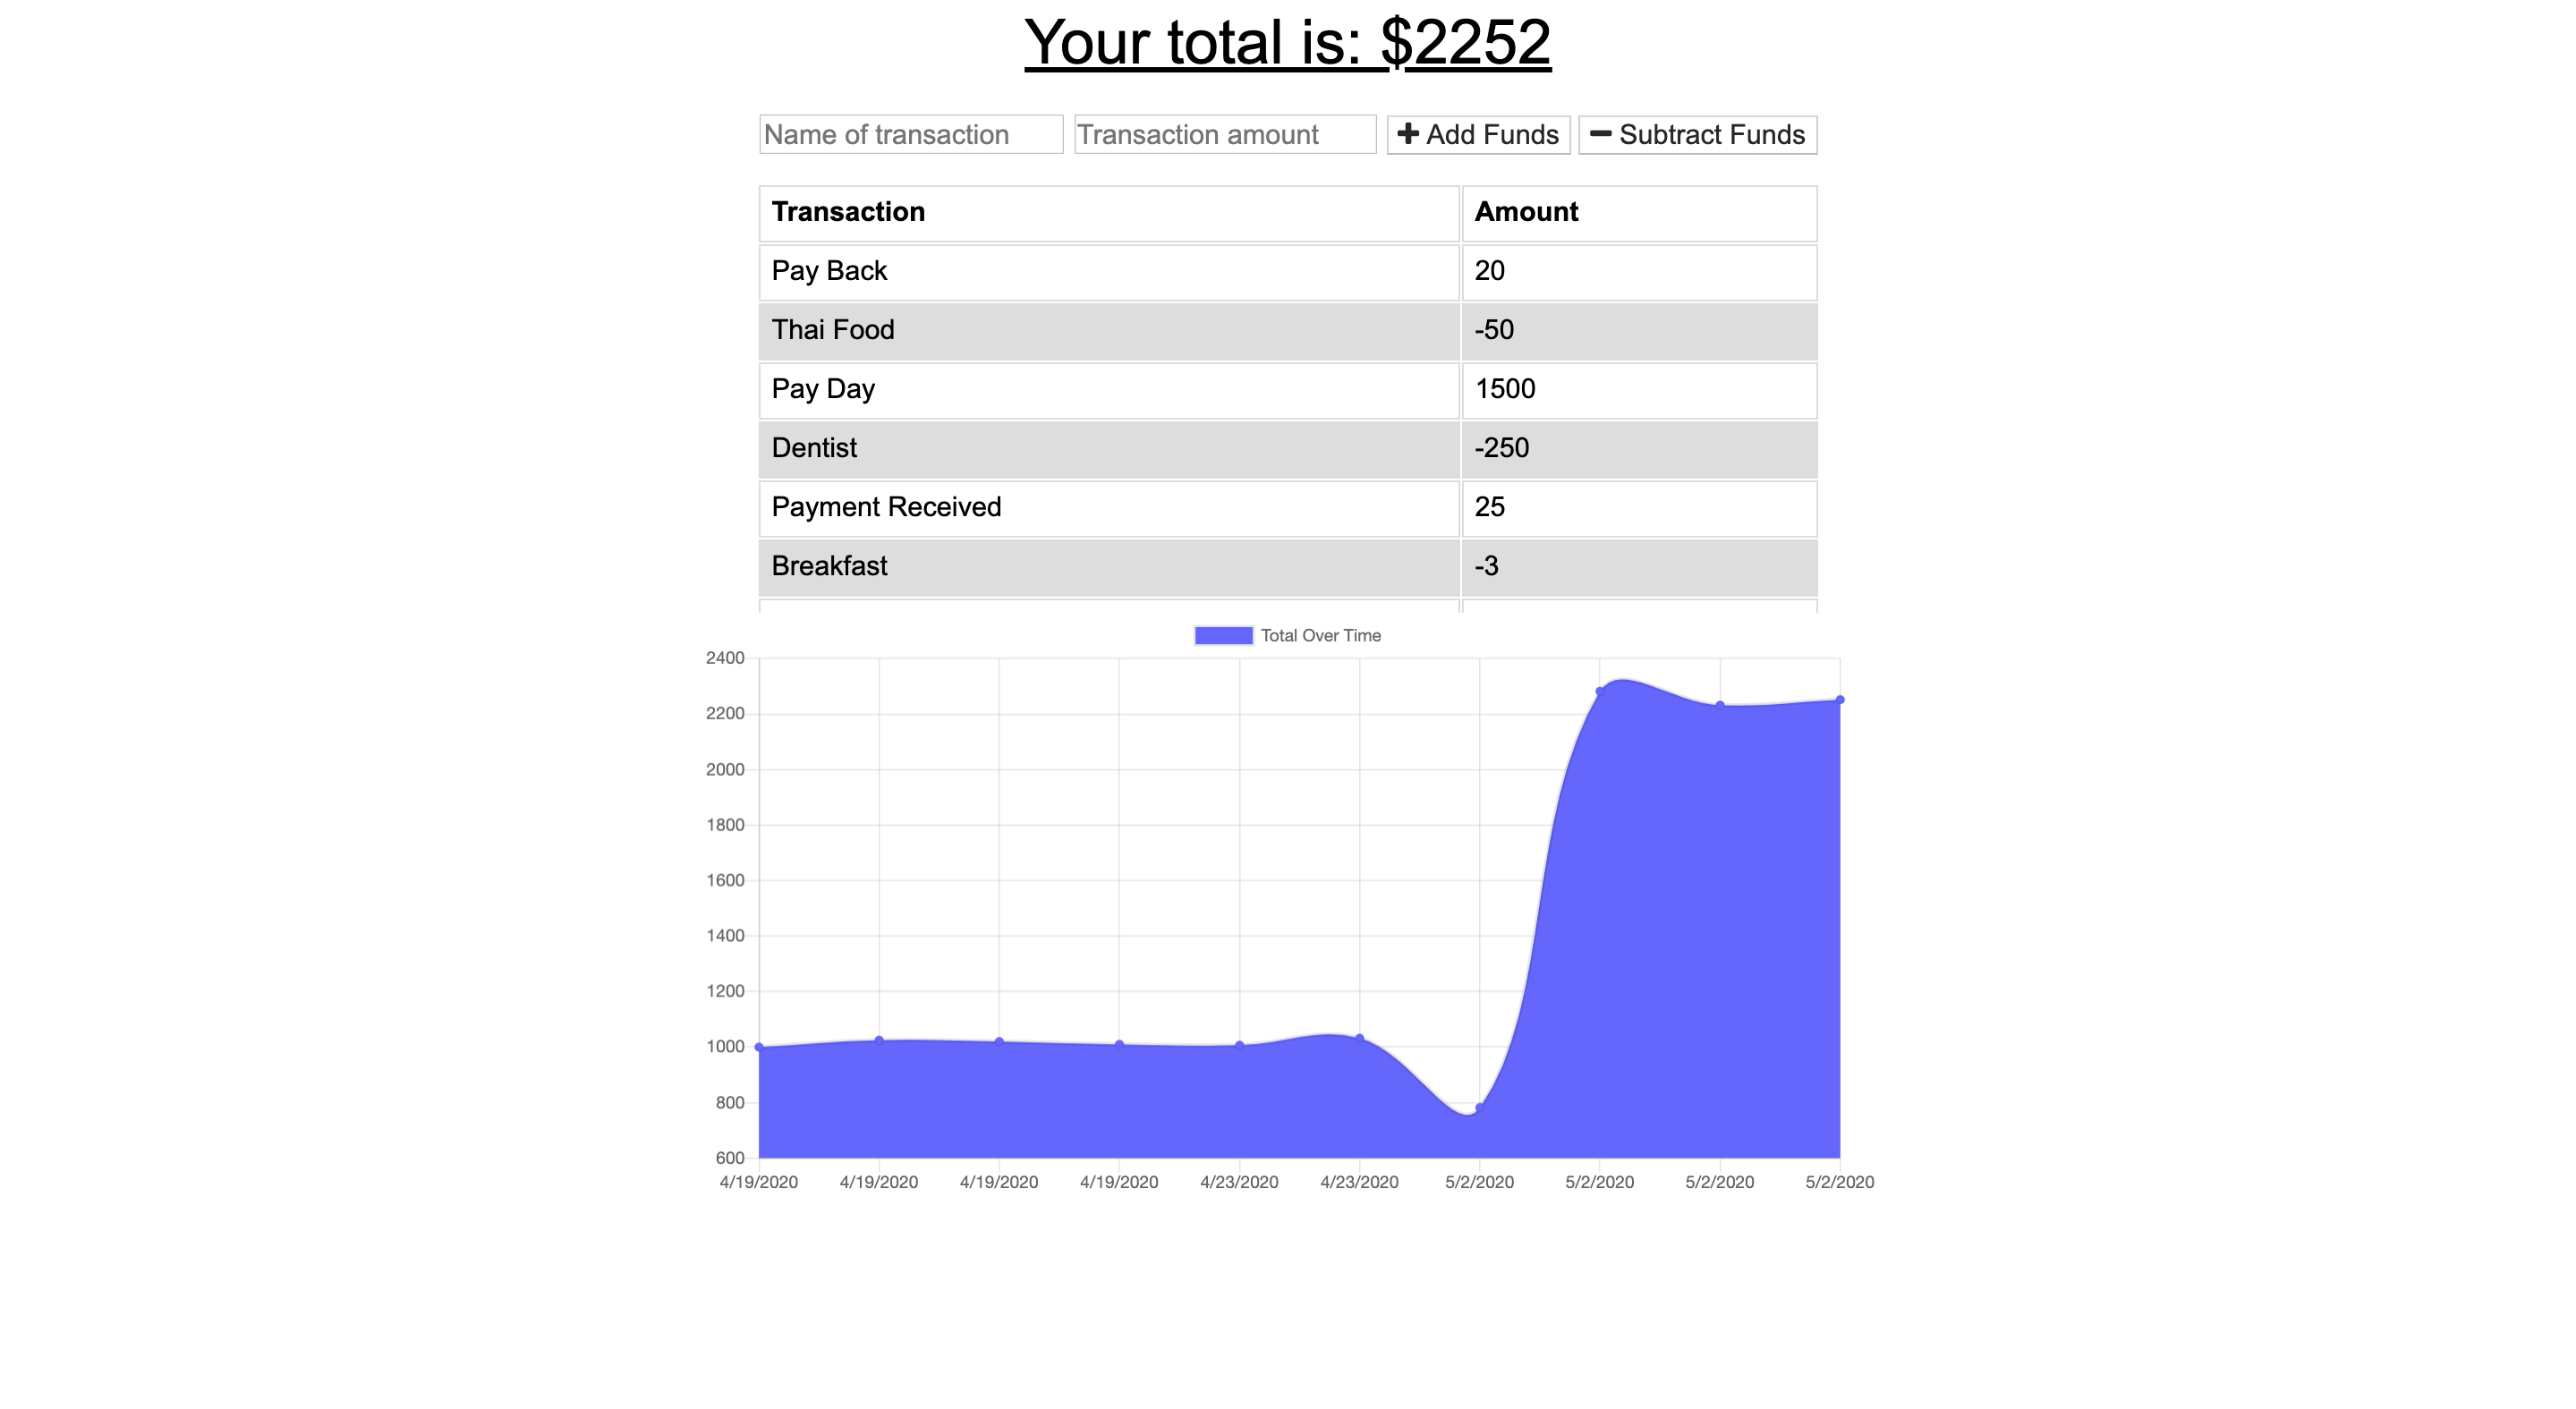 Your total is: $2252
Name of transaction Transaction amount Add Funds Subtract Funds
Transaction Amount
Pay Back 20
Thai Food -50
Pay Day 1500
Dentist -250
Payment Received 25
Breakfast -3
Total Over Time
2400
2200
2000
1800
1600
1400
1200
1000
800
600
4/19/2020 4/19/2020 4/19/2020 4/19/2020 4/23/2020 4/23/2020 5/2/2020 5/2/2020 5/2/2020 5/2/2020